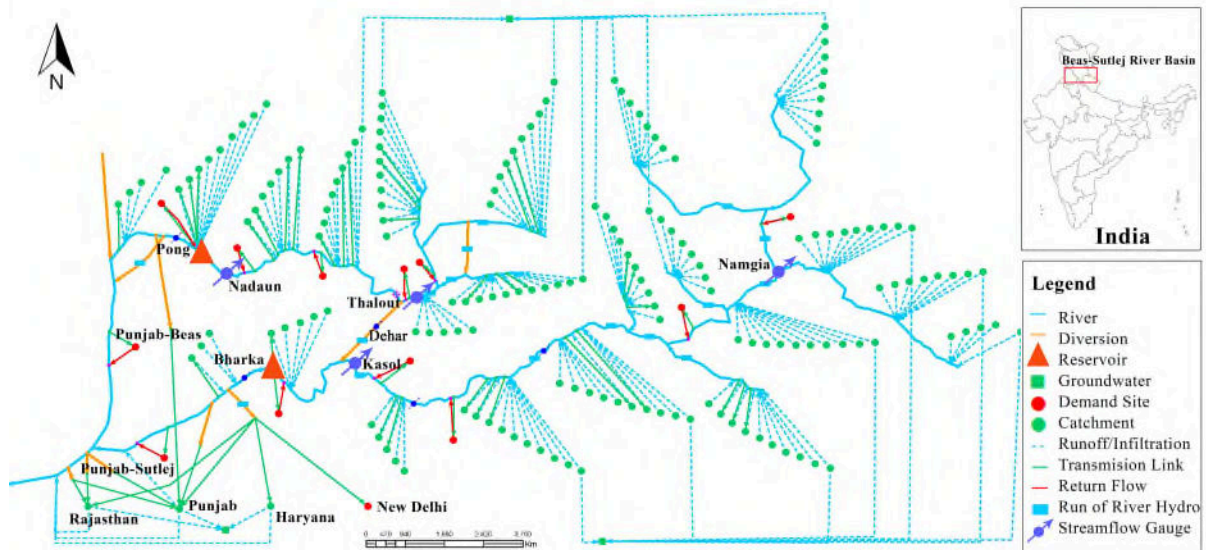 N
Beas-Sutlej River Basin
India
Pong
Nadaun
Namgia
Thalout
Dehar
Punjab-Beas
Bharka
Kasol
Punjab-Sutlej
Rajasthan
Punjab
Haryana
New Delhi
Km
Legend
River
Diversion
Reservoir
Groundwater
Demand Site
Catchment
Runoff/Infiltration
Transmision Link
Return Flow
Run of River Hydro
Streamflow Gauge